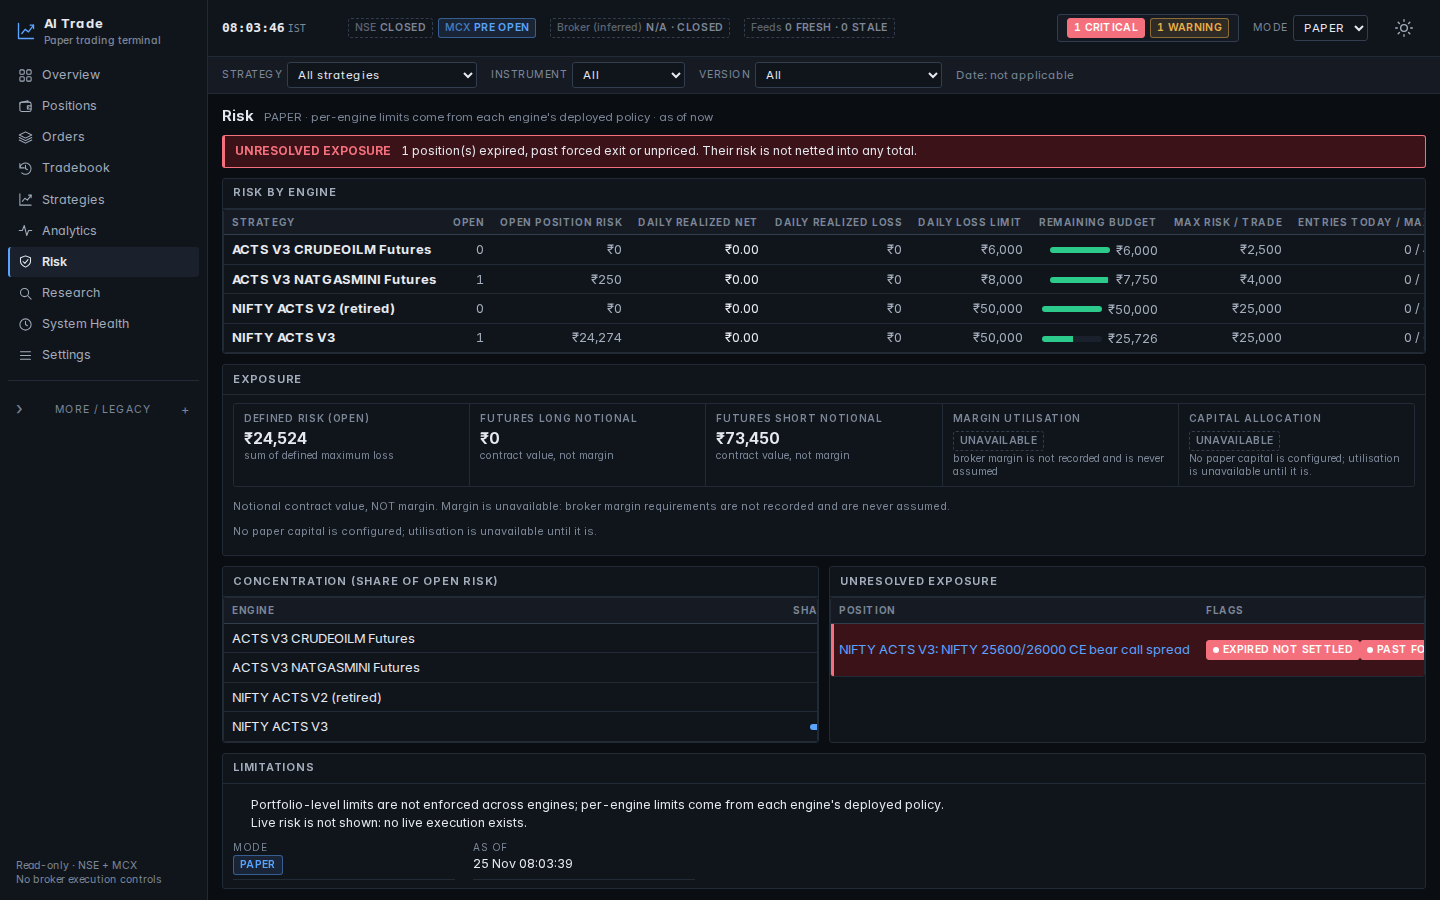 AI Trade
Paper trading terminal
Overview
Positions
Orders
Tradebook
Strategies
Analytics
Risk
Research
System Health
Settings
MORE / LEGACY +
Read-only · NSE + MCX
No broker execution controls
08:03:46 IST NSE CLOSED MCX PRE OPEN Broker (inferred) N/A · CLOSED Feeds 0 FRESH · 0 STALE 1 CRITICAL 1 WARNING MODE PAPER
STRATEGY All strategies INSTRUMENT All VERSION All Date: not applicable
Risk PAPER · per-engine limits come from each engine's deployed policy · as of now
UNRESOLVED EXPOSURE 1 position(s) expired, past forced exit or unpriced. Their risk is not netted into any total.
RISK BY ENGINE
STRATEGY OPEN OPEN POSITION RISK DAILY REALIZED NET DAILY REALIZED LOSS DAILY LOSS LIMIT REMAINING BUDGET MAX RISK / TRADE ENTRIES TODAY / MA
ACTS V3 CRUDEOILM Futures 0 ₹0 ₹0.00 ₹0 ₹6,000 ₹6,000 ₹2,500 0 /
ACTS V3 NATGASMINI Futures 1 ₹250 ₹0.00 ₹0 ₹8,000 ₹7,750 ₹4,000 0 /
NIFTY ACTS V2 (retired) 0 ₹0 ₹0.00 ₹0 ₹50,000 ₹50,000 ₹25,000 0 /
NIFTY ACTS V3 1 ₹24,274 ₹0.00 ₹0 ₹50,000 ₹25,726 ₹25,000 0 /
EXPOSURE
DEFINED RISK (OPEN) FUTURES LONG NOTIONAL FUTURES SHORT NOTIONAL MARGIN UTILISATION CAPITAL ALLOCATION
₹24,524 ₹0 ₹73,450 UNAVAILABLE UNAVAILABLE
sum of defined maximum loss contract value, not margin contract value, not margin broker margin is not recorded and is never No paper capital is configured; utilisation
assumed is unavailable until it is.
Notional contract value, NOT margin. Margin is unavailable: broker margin requirements are not recorded and are never assumed.
No paper capital is configured; utilisation is unavailable until it is.
CONCENTRATION (SHARE OF OPEN RISK)
ENGINE SHA
ACTS V3 CRUDEOILM Futures
ACTS V3 NATGASMINI Futures
NIFTY ACTS V2 (retired)
NIFTY ACTS V3
UNRESOLVED EXPOSURE
POSITION FLAGS
NIFTY ACTS V3: NIFTY 25600/26000 CE bear call spread EXPIRED NOT SETTLED PAST FO
LIMITATIONS
Portfolio-level limits are not enforced across engines; per-engine limits come from each engine's deployed policy.
Live risk is not shown: no live execution exists.
MODE AS OF
PAPER 25 Nov 08:03:39